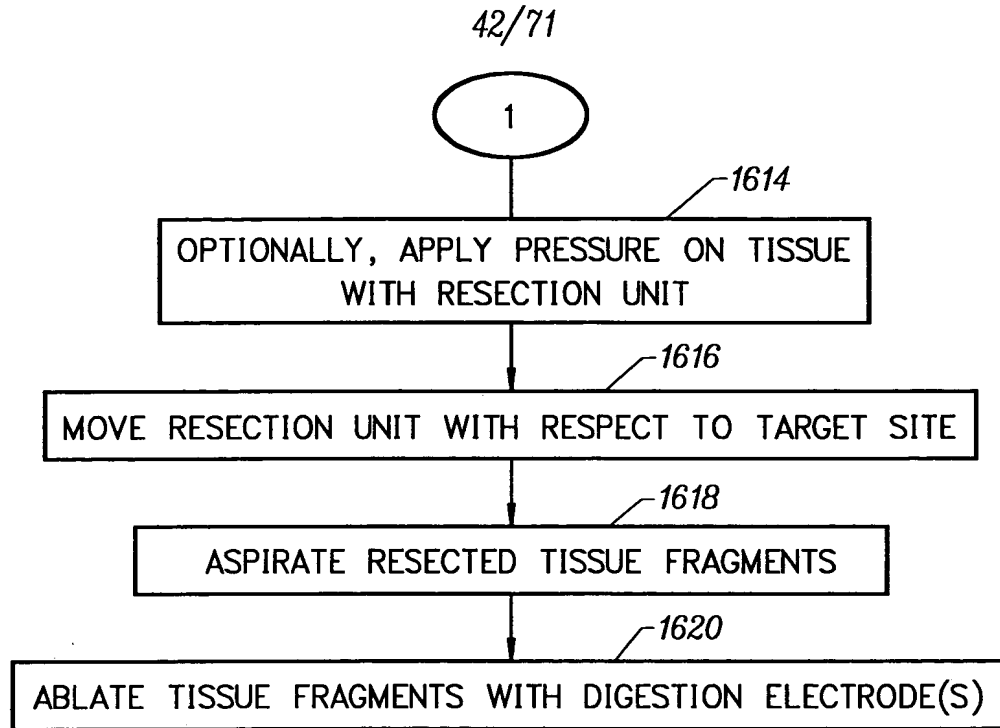 42/71
1
1614
OPTIONALLY, APPLY PRESSURE ON TISSUE
WITH RESECTION UNIT
1616
MOVE RESECTION UNIT WITH RESPECT TO TARGET SITE
1618
ASPIRATE RESECTED TISSUE FRAGMENTS
1620
ABLATE TISSUE FRAGMENTS WITH DIGESTION ELECTRODE(S)